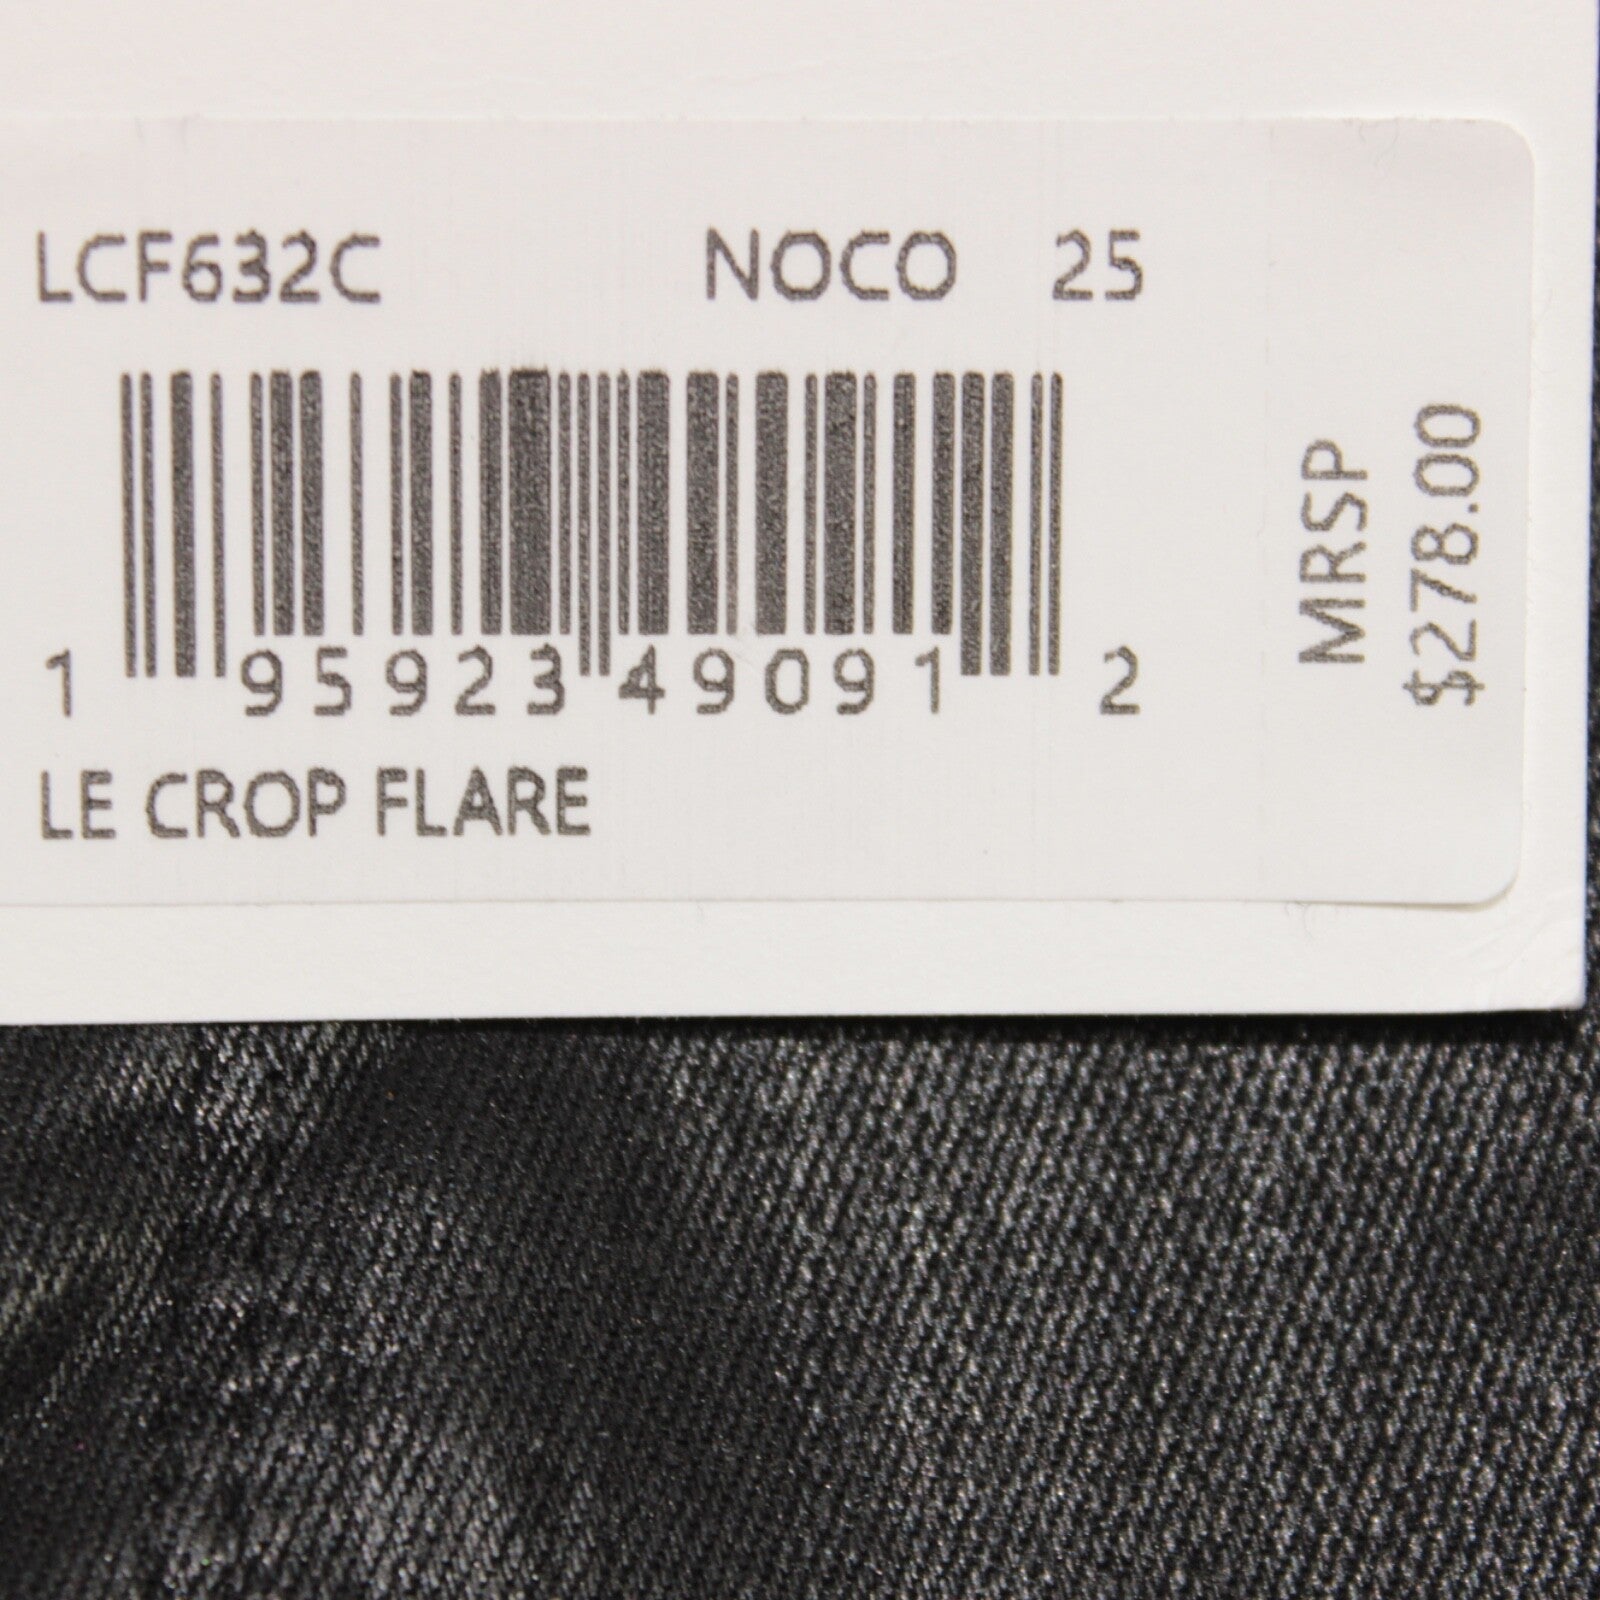 LCF632C NOCO 25
1 95923 49091 2
LE CROP FLARE
MRSP
$278.00